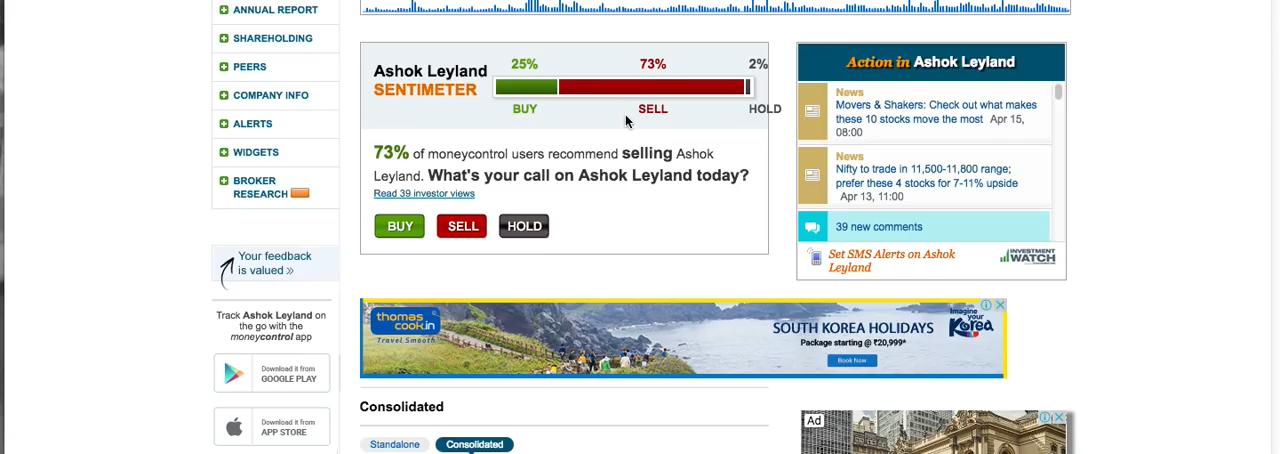 ANNUAL REPORT
SHAREHOLDING
PEERS
COMPANY INFO
ALERTS
WIDGETS
BROKER
RESEARCH
Your feedback
is valued »
Track Ashok Leyland on
the go with the
moneycontrol app
Download it from
GOOGLE PLAY
Download it from
APP STORE
Ashok Leyland
SENTIMETER
25% 73% 2%
BUY SELL HOLD
73% of moneycontrol users recommend selling Ashok
Leyland. What's your call on Ashok Leyland today?
Read 39 investor views
BUY SELL HOLD
Action in Ashok Leyland
News
Movers & Shakers: Check out what makes
these 10 stocks move the most Apr 15,
08:00
News
Nifty to trade in 11,500-11,800 range;
prefer these 4 stocks for 7-11% upside
Apr 13, 11:00
39 new comments
Set SMS Alerts on Ashok
Leyland
INVESTMENT
WATCH
thomas
cook.in
Travel Smooth
SOUTH KOREA HOLIDAYS
Package starting @ ₹20,999*
Book Now
Imagine
your
Korea
Consolidated
Standalone Consolidated
Ad